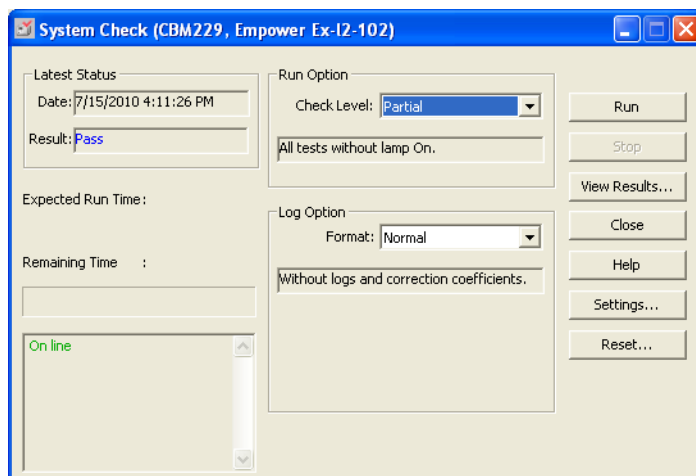 System Check (CBM229, Empower Ex-I2-102)
Latest Status
Date: 7/15/2010 4:11:26 PM
Result: Pass
Expected Run Time:
Remaining Time :
On line
Run Option
Check Level: Partial
All tests without lamp On.
Log Option
Format: Normal
Without logs and correction coefficients.
Run
Stop
View Results...
Close
Help
Settings...
Reset...